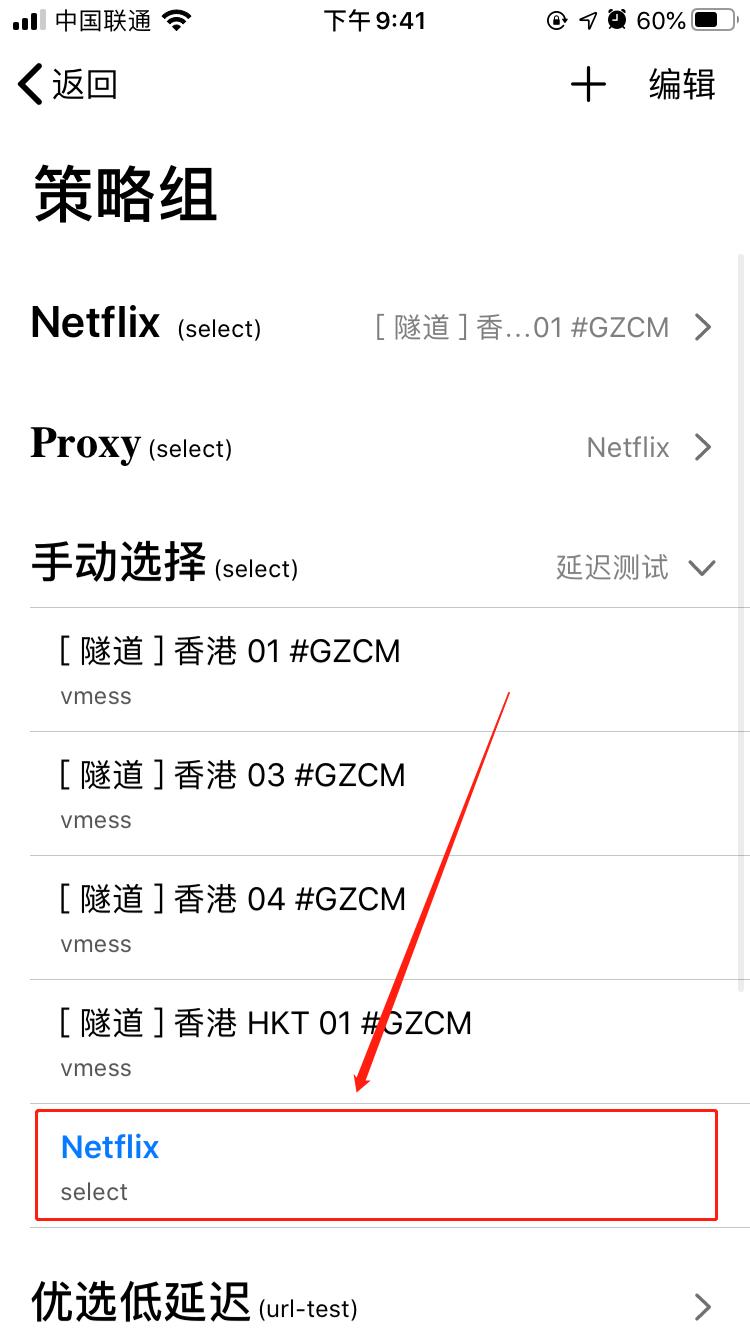 中国联通 下午9:41 60%
返回 编辑
策略组
Netflix (select) [ 隧道 ] 香…01 #GZCM
Proxy (select) Netflix
手动选择 (select) 延迟测试
[ 隧道 ] 香港 01 #GZCM
vmess
[ 隧道 ] 香港 03 #GZCM
vmess
[ 隧道 ] 香港 04 #GZCM
vmess
[ 隧道 ] 香港 HKT 01 #GZCM
vmess
Netflix
select
优选低延迟 (url-test)